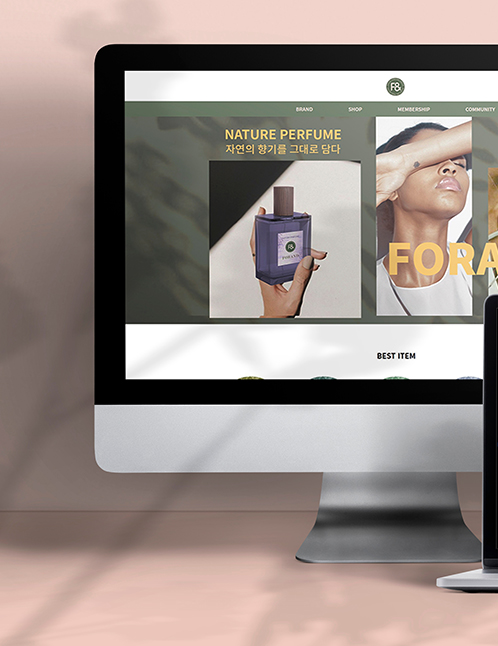 F&
BRAND SHOP MEMBERSHIP COMMUNITY
NATURE PERFUME
자연의 향기를 그대로 담다
FORA
BEST ITEM